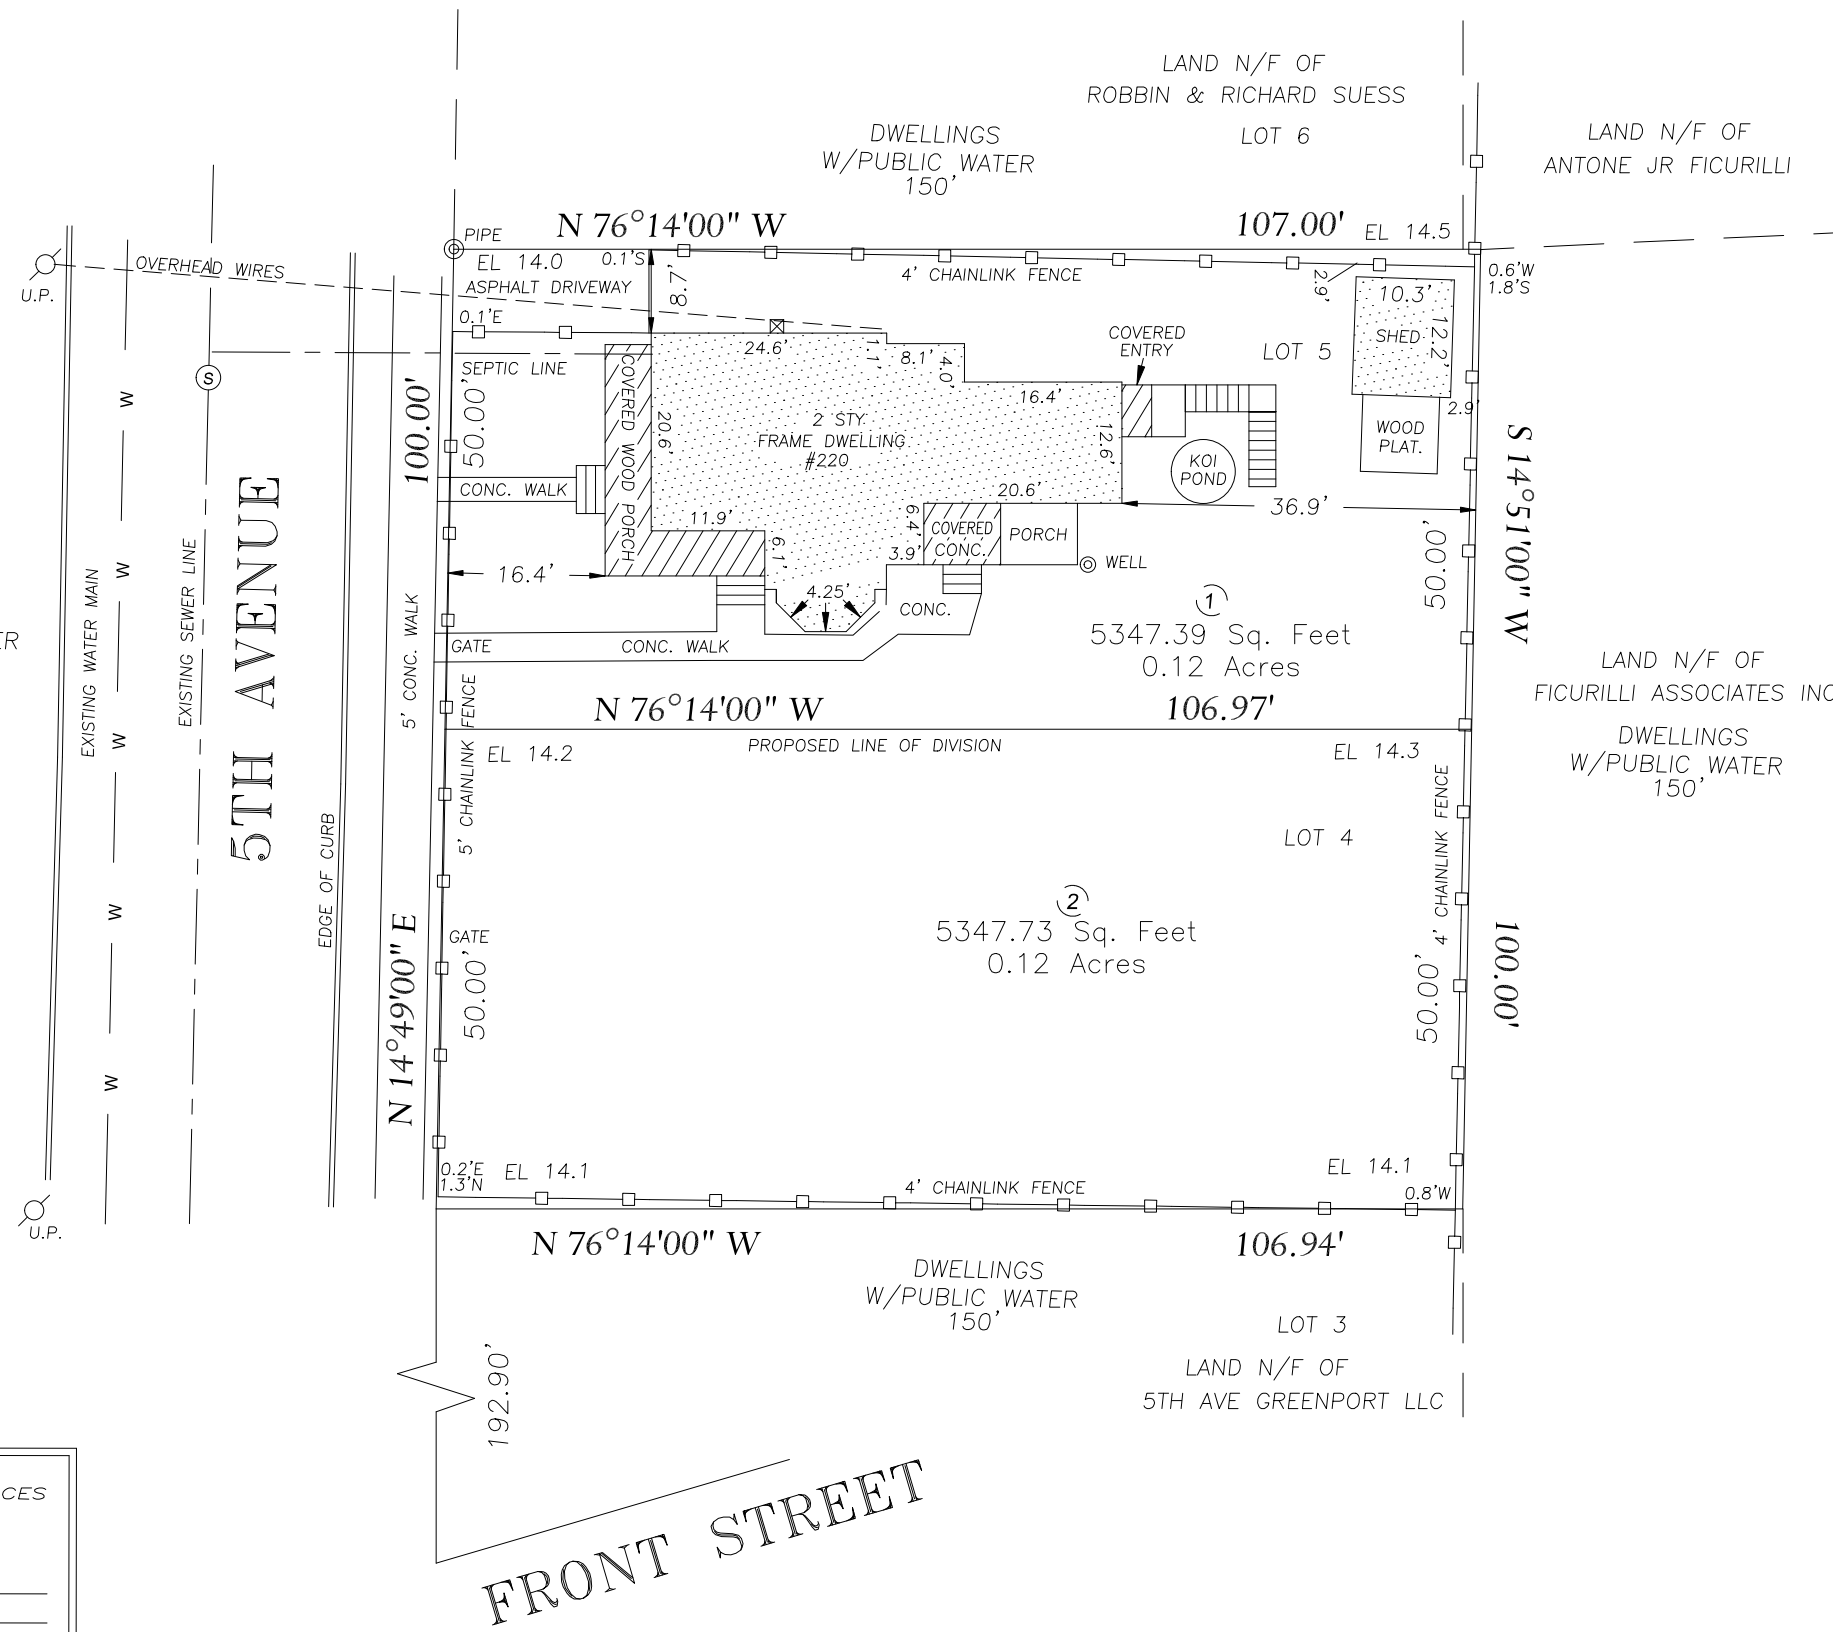 LAND N/F OF
ROBBIN & RICHARD SUESS
LOT 6
DWELLINGS
W/PUBLIC WATER
150'
LAND N/F OF
ANTONE JR FICURILLI
PIPE
N 76°14'00" W
107.00'
EL 14.5
EL 14.0
0.1'S
4' CHAINLINK FENCE
0.6'W
1.8'S
OVERHEAD WIRES
U.P.
ASPHALT DRIVEWAY
8.7'
2.9'
10.3'
SHED
12.2'
0.1'E
COVERED
ENTRY
LOT 5
24.6'
1.1'
8.1'
4.0'
SEPTIC LINE
S
100.00'
50.00'
COVERED WOOD PORCH
20.6'
2 STY
FRAME DWELLING
#220
16.4'
12.6'
2.9'
WOOD
PLAT.
KOI
POND
S 14°51'00" W
W
W
W
W
W
CONC. WALK
20.6'
36.9'
11.9'
6.1'
6.4'
COVERED
CONC.
PORCH
3.9'
50.00'
WELL
16.4'
4.25'
CONC.
1
5347.39 Sq. Feet
0.12 Acres
GATE
CONC. WALK
5TH AVENUE
EXISTING WATER MAIN
EXISTING SEWER LINE
5' CONC. WALK
ER
LAND N/F OF
FICURILLI ASSOCIATES INC
DWELLINGS
W/PUBLIC WATER
150'
N 76°14'00" W
106.97'
PROPOSED LINE OF DIVISION
EL 14.2
EL 14.3
5' CHAINLINK FENCE
4' CHAINLINK FENCE
LOT 4
EDGE OF CURB
2
5347.73 Sq. Feet
0.12 Acres
GATE
50.00'
50.00'
100.00'
N 14°49'00" E
0.2'E
1.3'N
EL 14.1
4' CHAINLINK FENCE
EL 14.1
0.8'W
U.P.
N 76°14'00" W
106.94'
DWELLINGS
W/PUBLIC WATER
150'
LOT 3
LAND N/F OF
5TH AVE GREENPORT LLC
192.90'
FRONT STREET
CES